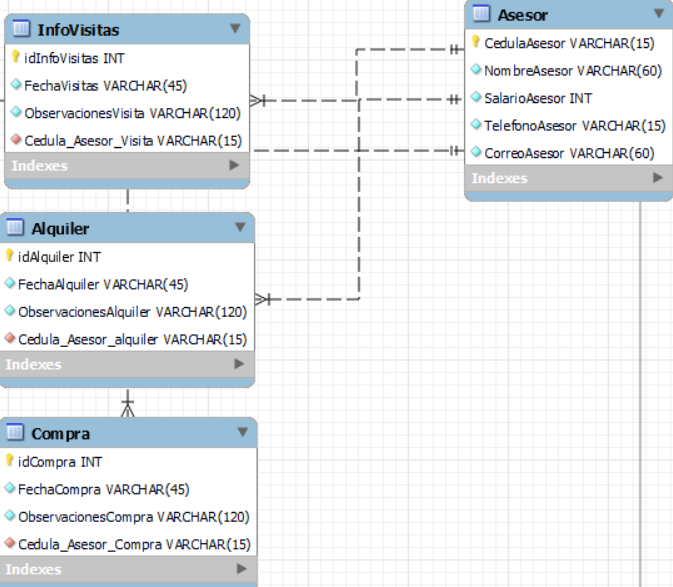 InfoVisitas
idInfoVisitas INT
FechaVisitas VARCHAR(45)
ObservacionesVisita VARCHAR(120)
Cedula_Asesor_Visita VARCHAR(15)
Indexes
Asesor
CedulaAsesor VARCHAR(15)
NombreAsesor VARCHAR(60)
SalarioAsesor INT
TelefonoAsesor VARCHAR(15)
CorreoAsesor VARCHAR(60)
Indexes
Alquiler
idAlquiler INT
FechaAlquiler VARCHAR(45)
ObservacionesAlquiler VARCHAR(120)
Cedula_Asesor_alquiler VARCHAR(15)
Indexes
Compra
idCompra INT
FechaCompra VARCHAR(45)
ObservacionesCompra VARCHAR(120)
Cedula_Asesor_Compra VARCHAR(15)
Indexes